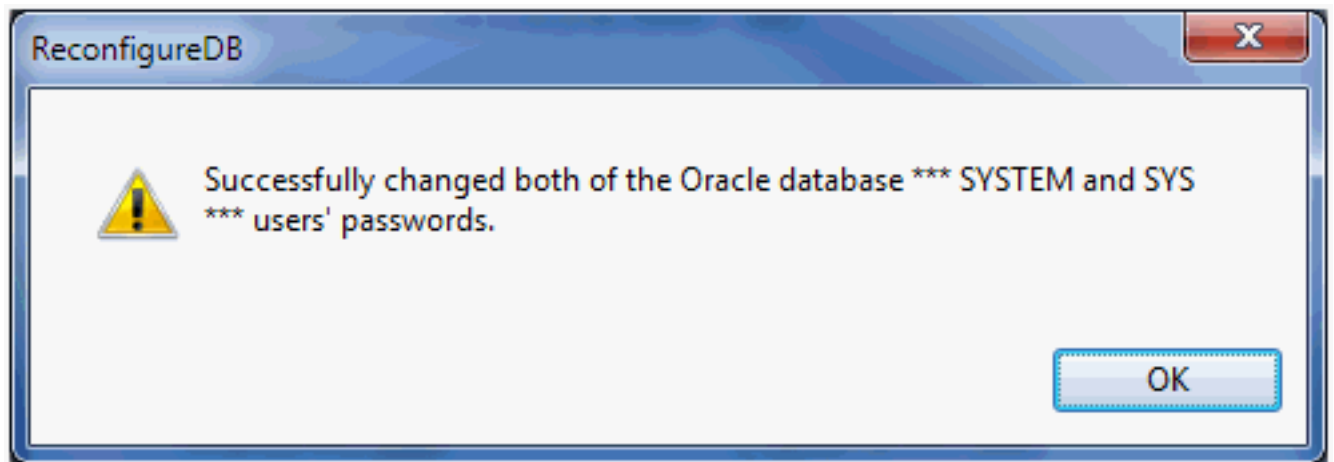 ReconfigureDB
Successfully changed both of the Oracle database *** SYSTEM and SYS
*** users' passwords.
OK